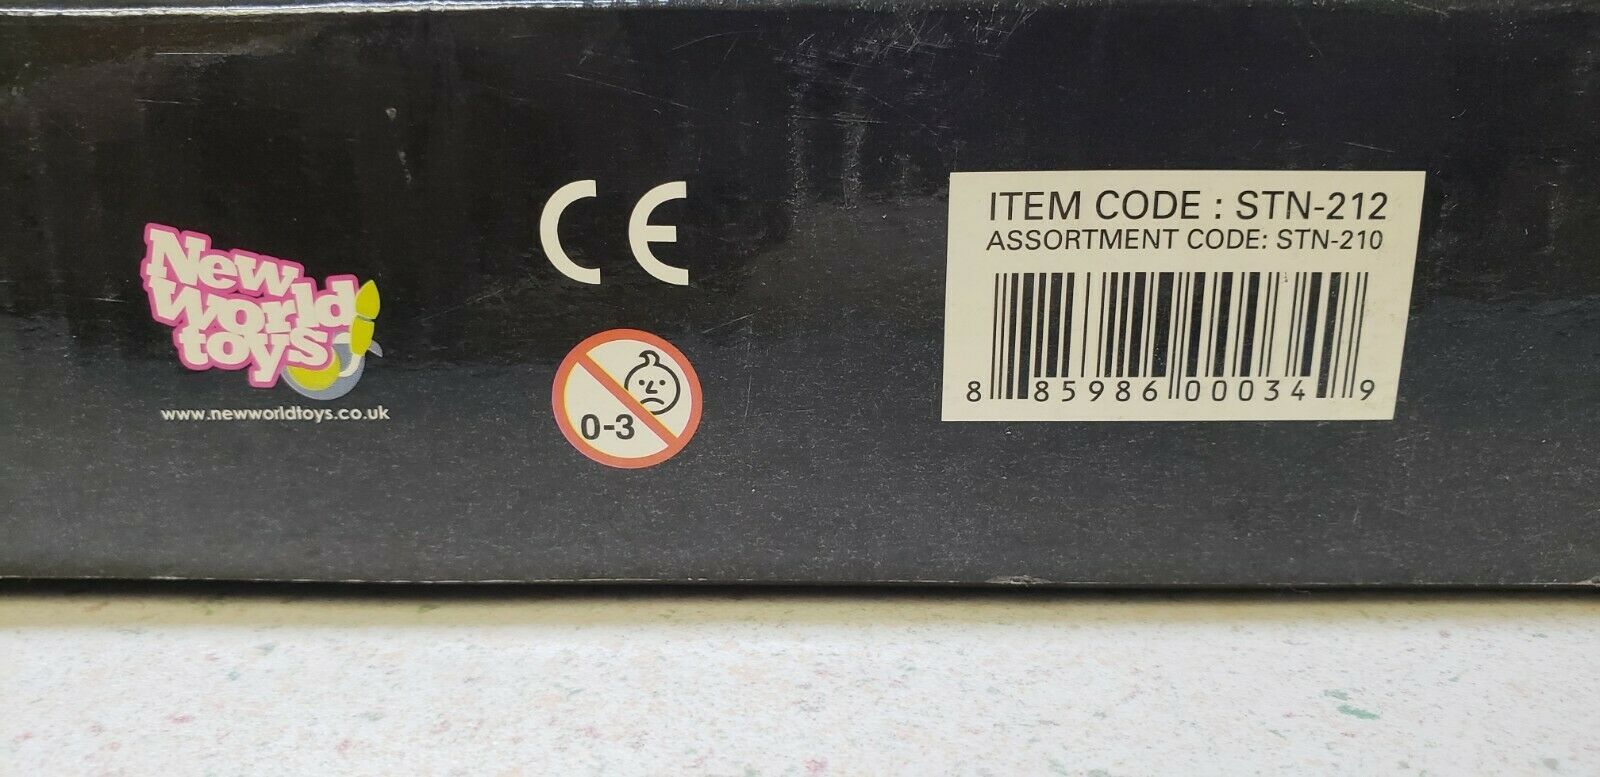 New
World
toys
www.newworldtoys.co.uk
CE
0-3
ITEM CODE : STN-212
ASSORTMENT CODE: STN-210
8 85986 00034 9